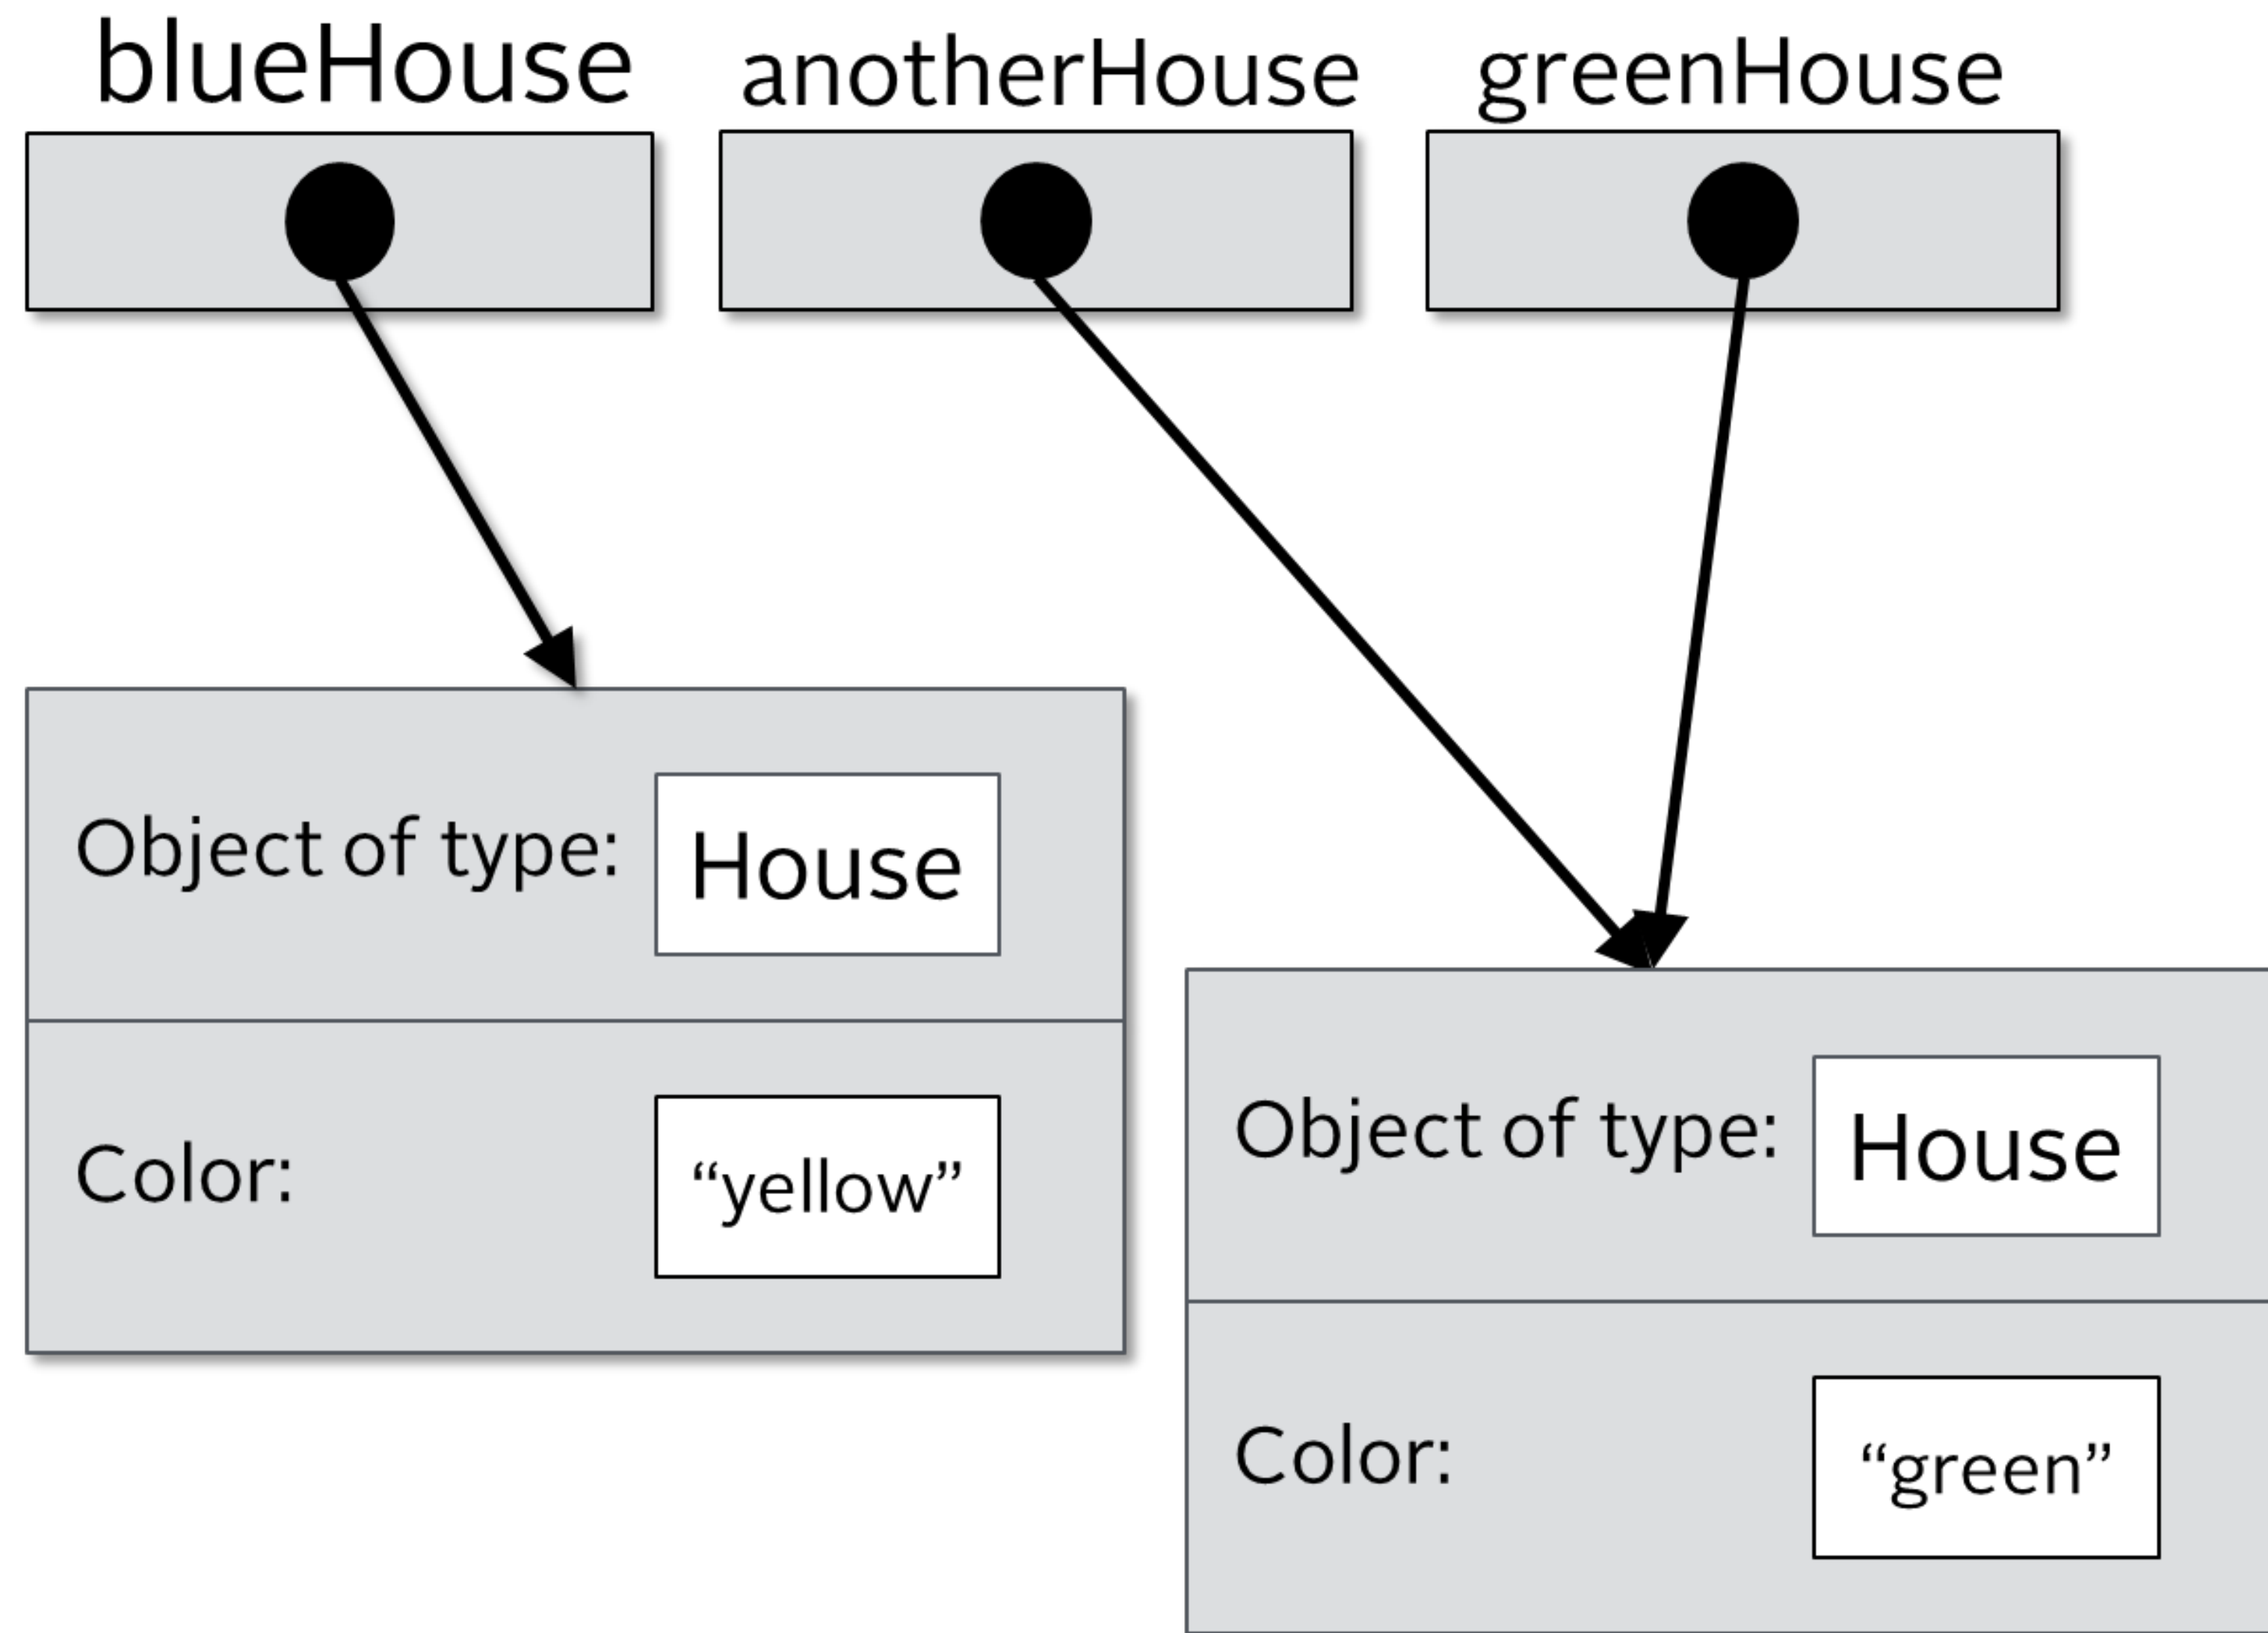 blueHouse
anotherHouse
greenHouse
Object of type: House
Color: “yellow”
Object of type: House
Color: “green”